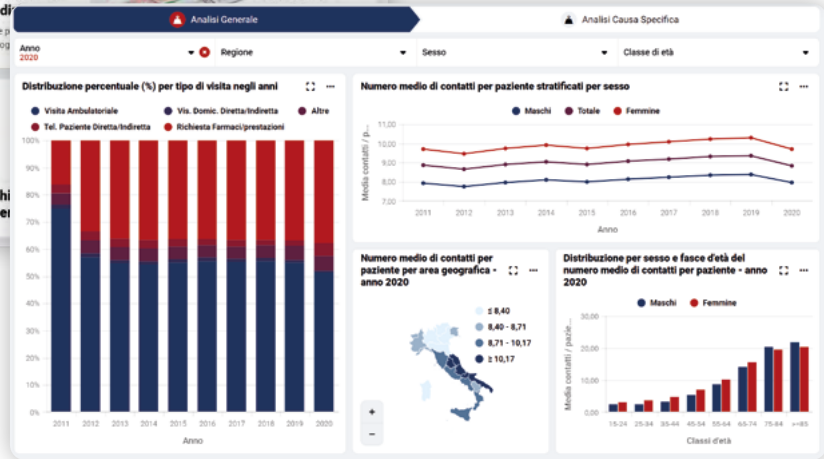 Analisi Generale
Analisi Causa Specifica
Anno
2020
Regione
Sesso
Classe di età
Distribuzione percentuale (%) per tipo di visita negli anni
Visita Ambulatoriale
Vis. Domic. Diretta/Indiretta
Altre
Tel. Paziente Diretta/Indiretta
Richiesta Farmaci/prestazioni
100%
90%
80%
70%
60%
50%
40%
30%
20%
10%
0%
2011 2012 2013 2014 2015 2016 2017 2018 2019 2020
Anno
Numero medio di contatti per paziente stratificati per sesso
Maschi
Totale
Femmine
Media contatti / p...
11,00
10,00
9,00
8,00
7,00
2011 2012 2013 2014 2015 2016 2017 2018 2019 2020
Anno
Numero medio di contatti per
paziente per area geografica -
anno 2020
≤ 8,40
8,40 - 8,71
8,71 - 10,17
≥ 10,17
+
−
Distribuzione per sesso e fasce d'età del
numero medio di contatti per paziente - anno
2020
Maschi
Femmine
Media contatti / pazie...
30,00
20,00
10,00
0,00
15-24 25-34 35-44 45-54 55-64 65-74 75-84 >=85
Classi d'età